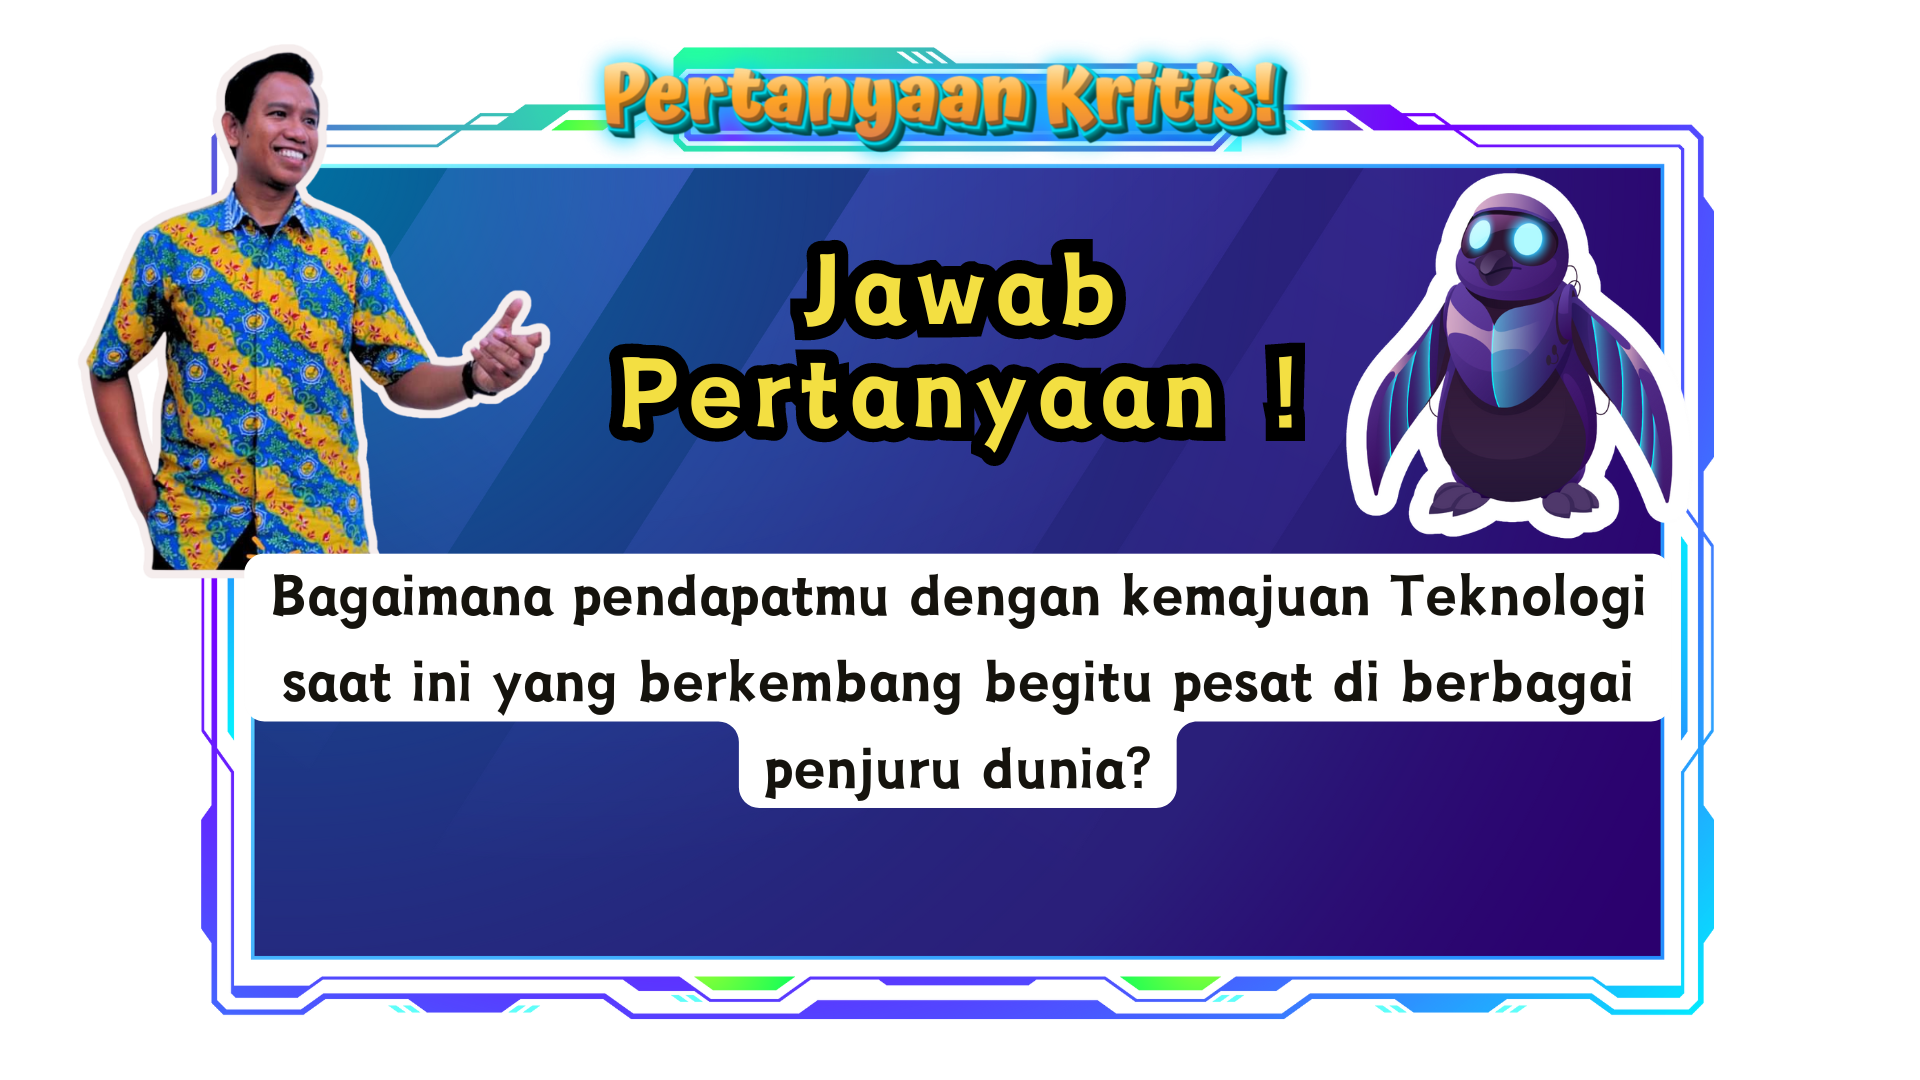 Pertanyaan Kritis!
Jawab
Pertanyaan !
Bagaimana pendapatmu dengan kemajuan Teknologi
saat ini yang berkembang begitu pesat di berbagai
penjuru dunia?